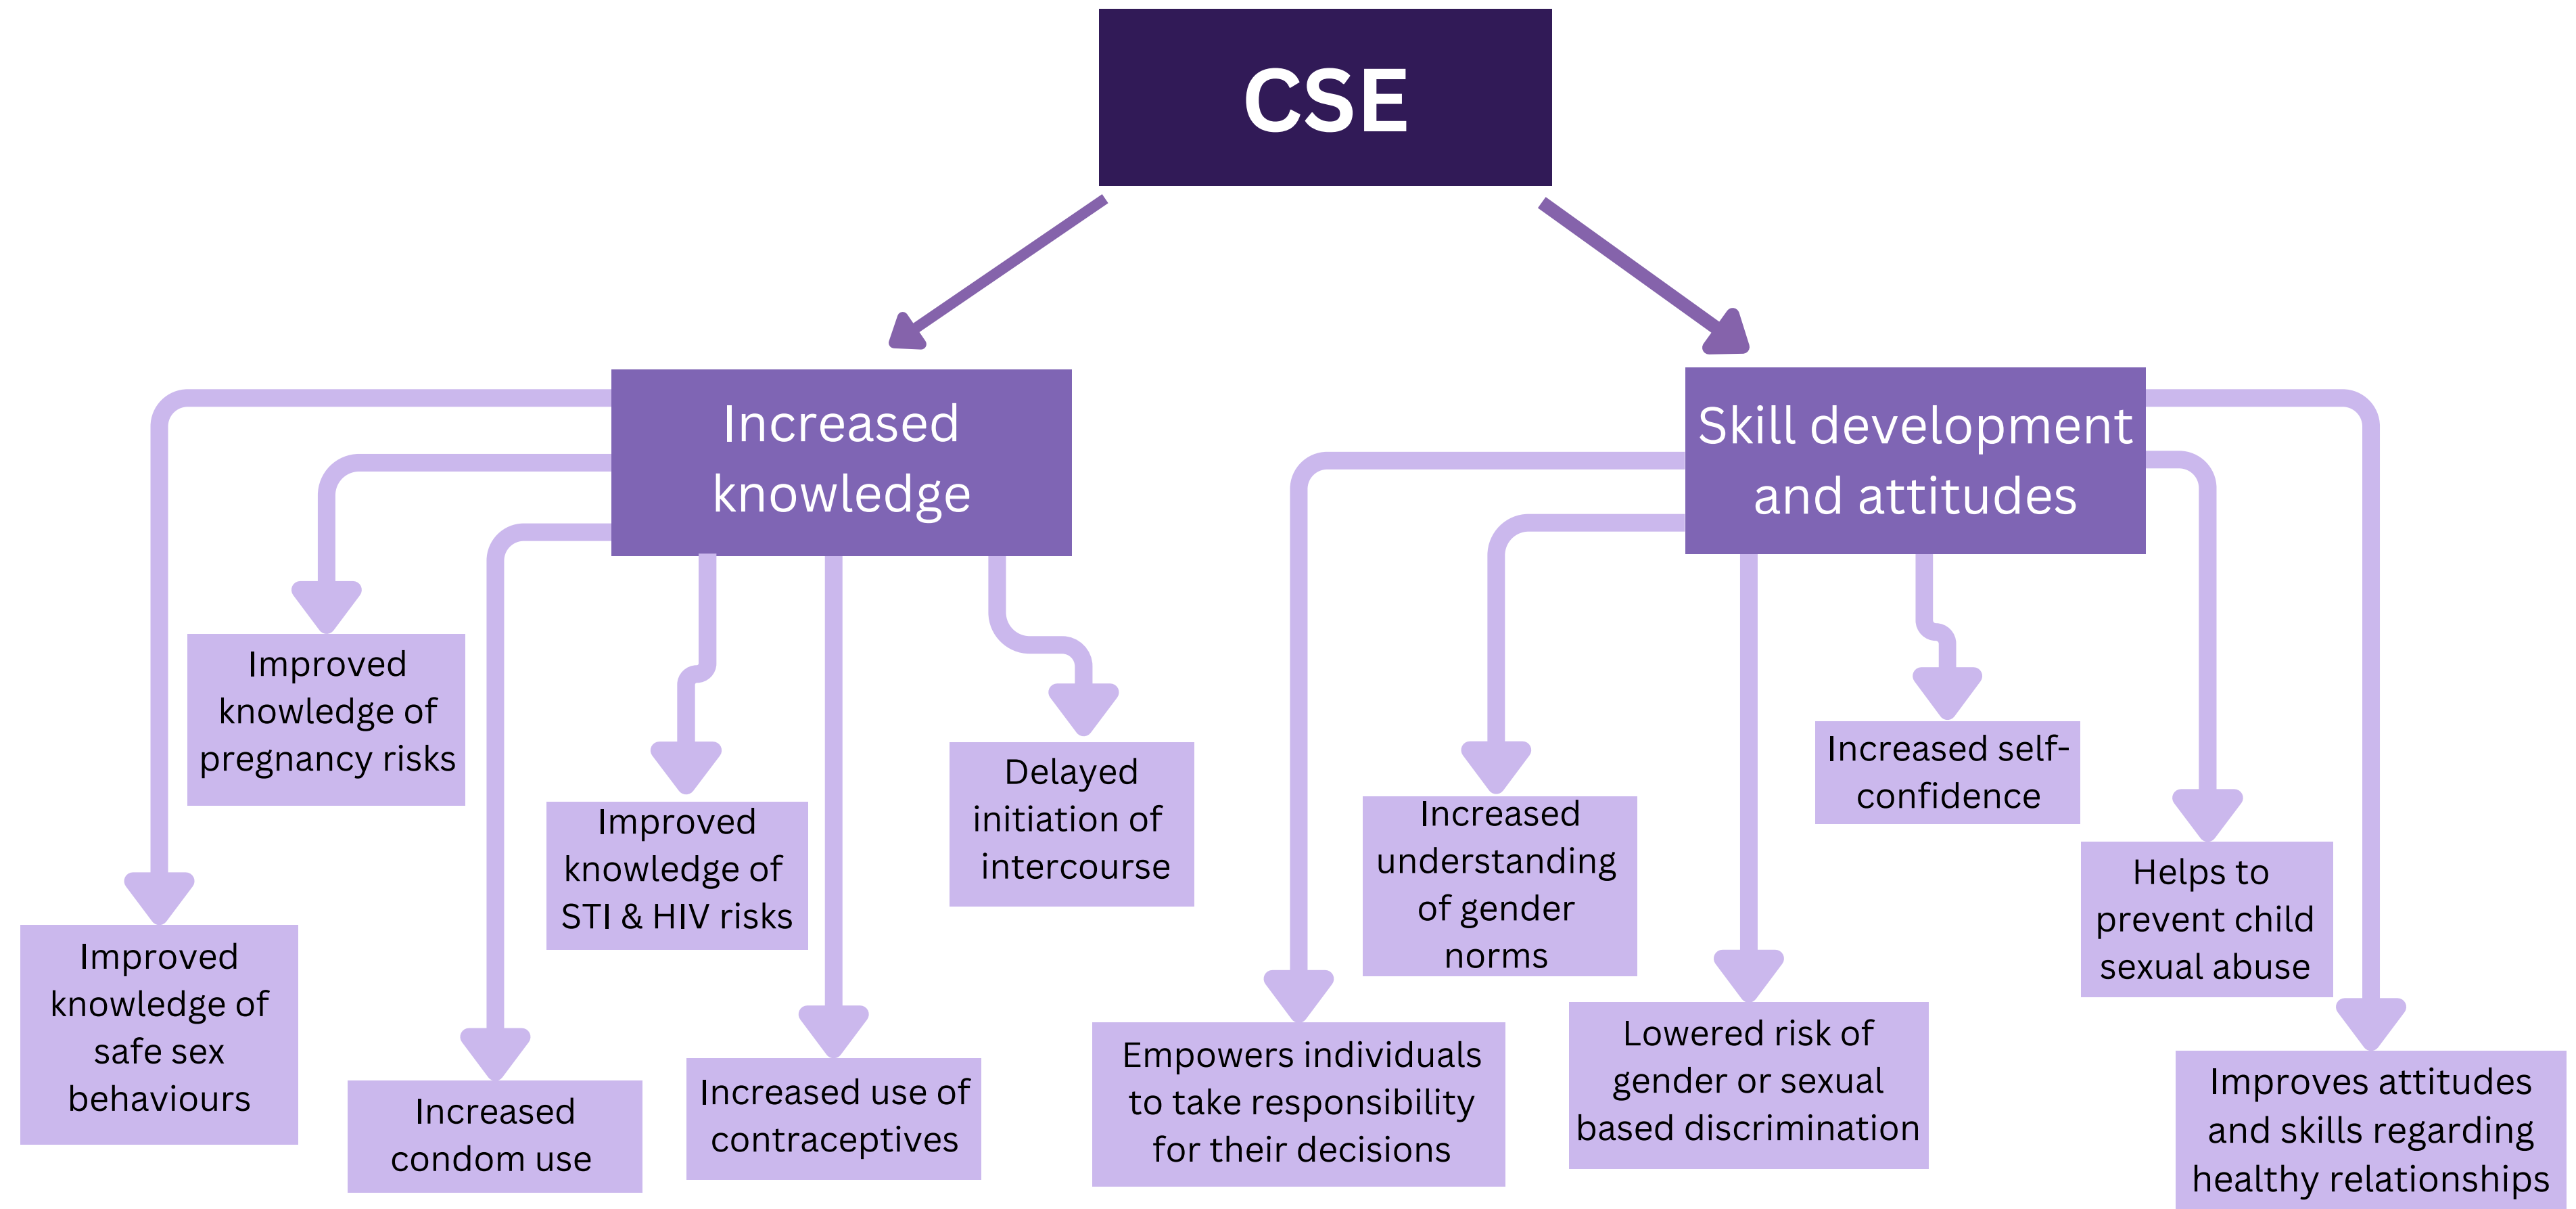 CSE
Increased
knowledge
Skill development
and attitudes
Improved
knowledge of
pregnancy risks
Improved
knowledge of
safe sex
behaviours
Increased
condom use
Improved
knowledge of
STI & HIV risks
Increased use of
contraceptives
Delayed
initiation of
intercourse
Empowers individuals
to take responsibility
for their decisions
Increased
understanding
of gender
norms
Lowered risk of
gender or sexual
based discrimination
Increased self-
confidence
Helps to
prevent child
sexual abuse
Improves attitudes
and skills regarding
healthy relationships